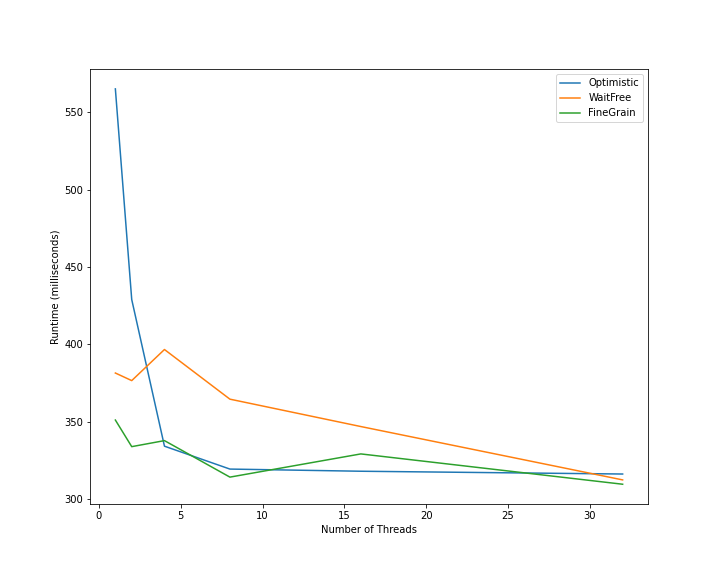 Optimistic
WaitFree
FineGrain
550
500
450
400
350
300
Runtime (milliseconds)
0 5 10 15 20 25 30
Number of Threads